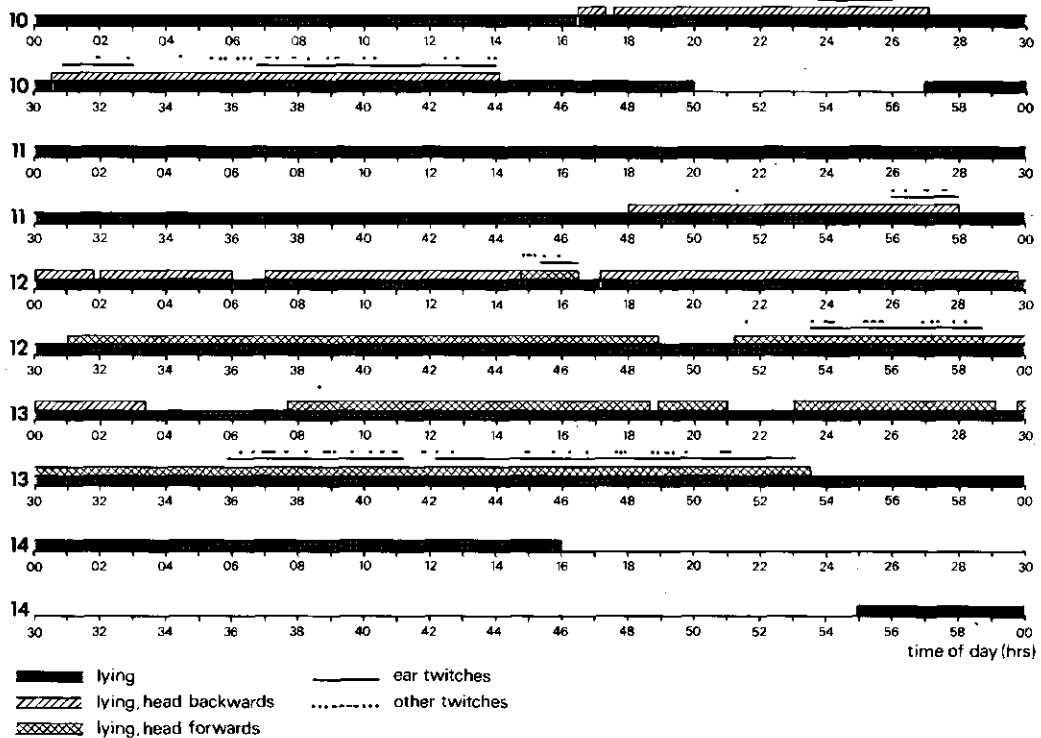 10
00 02 04 06 08 10 12 14 16 18 20 22 24 26 28 30
10
30 32 34 36 38 40 42 44 46 48 50 52 54 56 58 00
11
00 02 04 06 08 10 12 14 16 18 20 22 24 26 28 30
11
30 32 34 36 38 40 42 44 46 48 50 52 54 56 58 00
12
00 02 04 06 08 10 12 14 16 18 20 22 24 26 28 30
12
30 32 34 36 38 40 42 44 46 48 50 52 54 56 58 00
13
00 02 04 06 08 10 12 14 16 18 20 22 24 26 28 30
13
30 32 34 36 38 40 42 44 46 48 50 52 54 56 58 00
14
00 02 04 06 08 10 12 14 16 18 20 22 24 26 28 30
14
30 32 34 36 38 40 42 44 46 48 50 52 54 56 58 00
time of day (hrs)
lying ear twitches
lying, head backwards other twitches
lying, head forwards